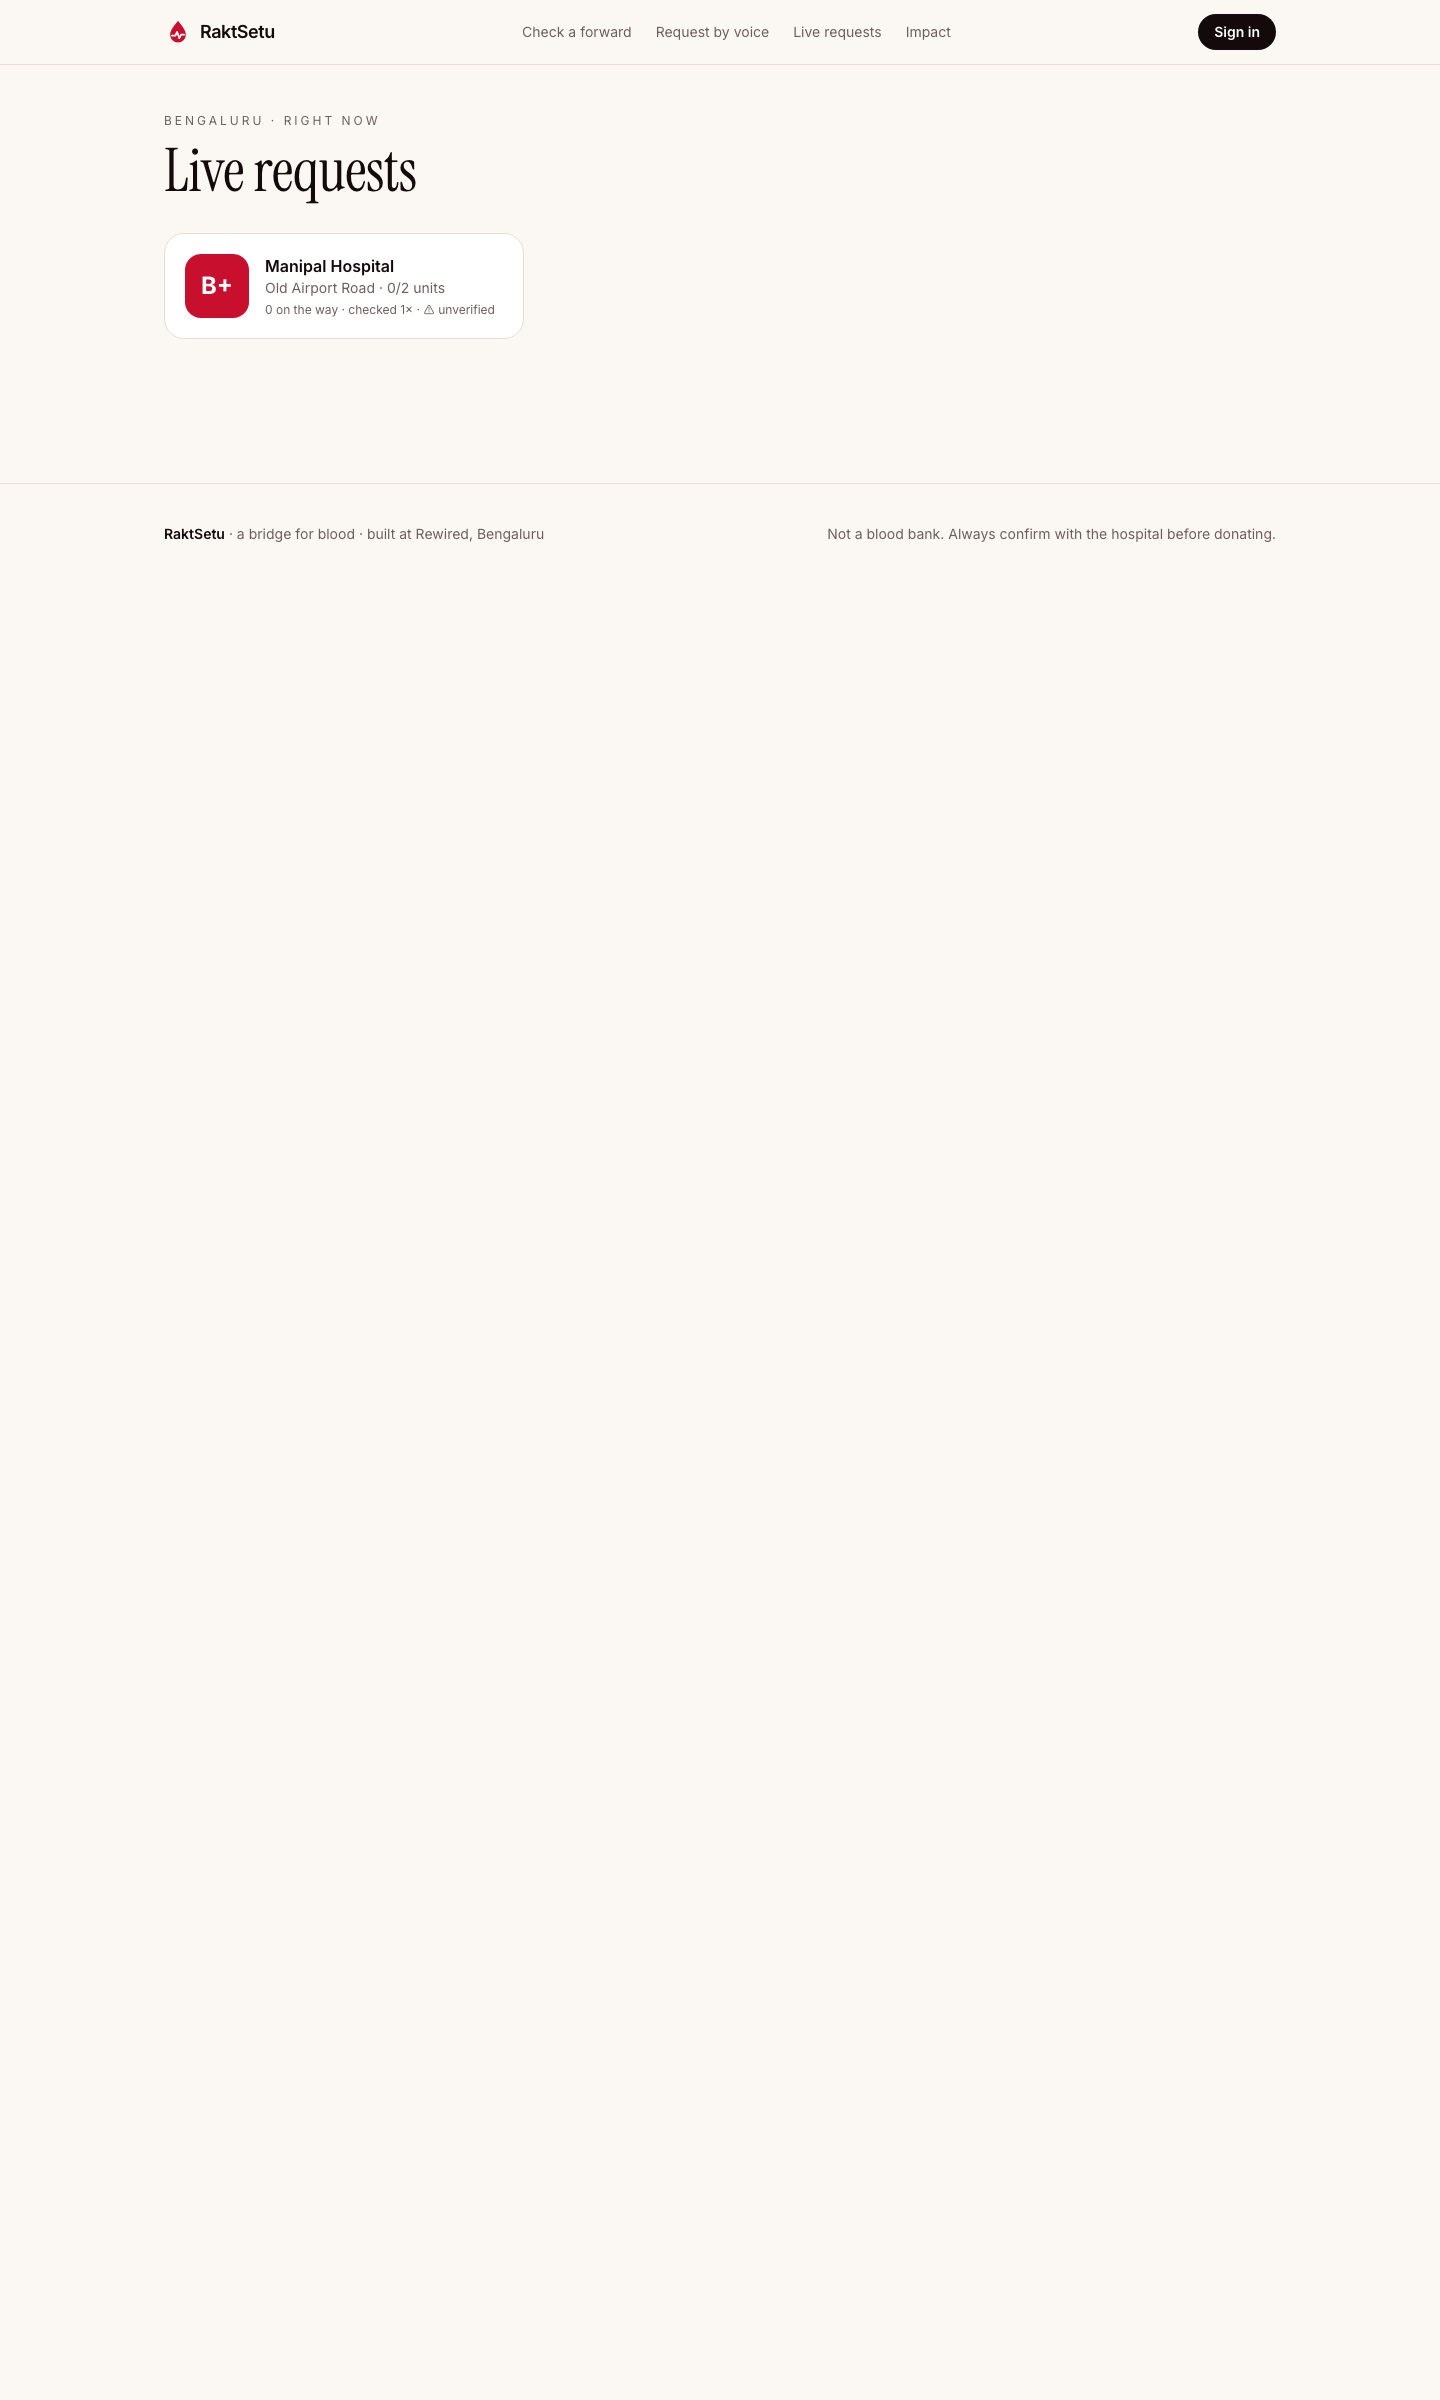 RaktSetu
Check a forward
Request by voice
Live requests
Impact
Sign in
BENGALURU · RIGHT NOW
Live requests
B+
Manipal Hospital
Old Airport Road · 0/2 units
0 on the way · checked 1× · ⚠ unverified
RaktSetu · a bridge for blood · built at Rewired, Bengaluru
Not a blood bank. Always confirm with the hospital before donating.